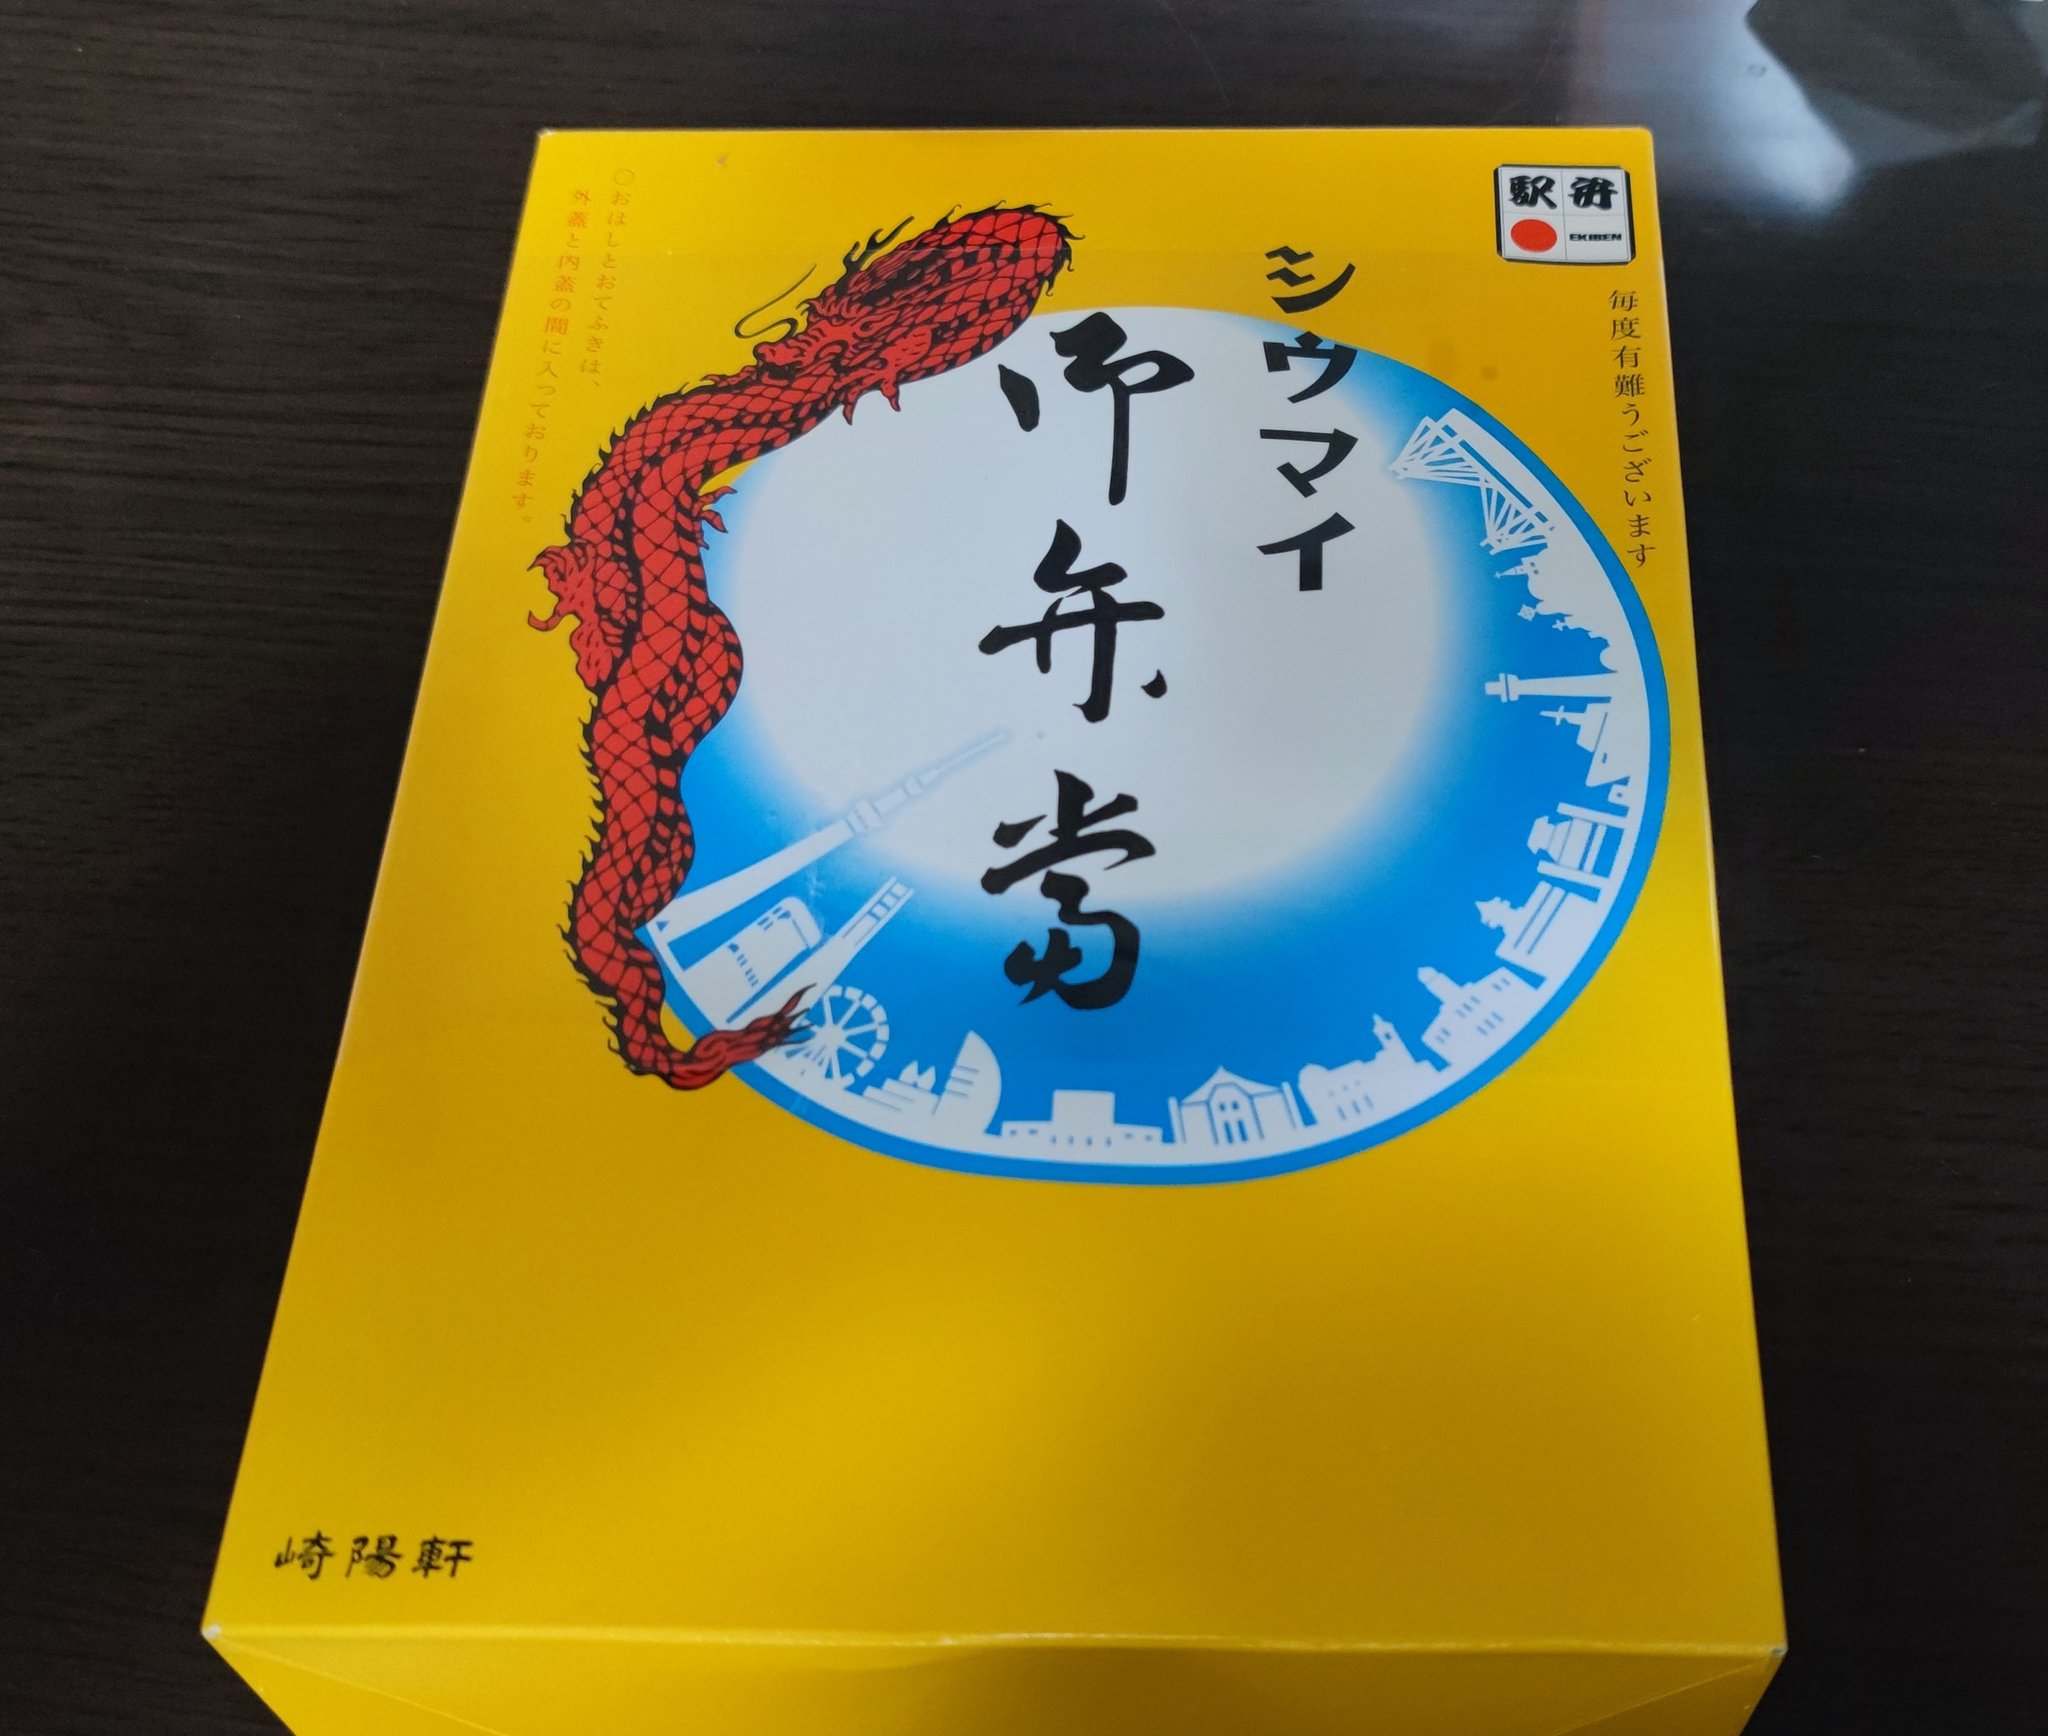 駅弁
EKIBEN
毎度有難うございます
シウマイ
御弁当
○おはしとおてふきは、
外蓋と内蓋の間に入っております。
崎陽軒